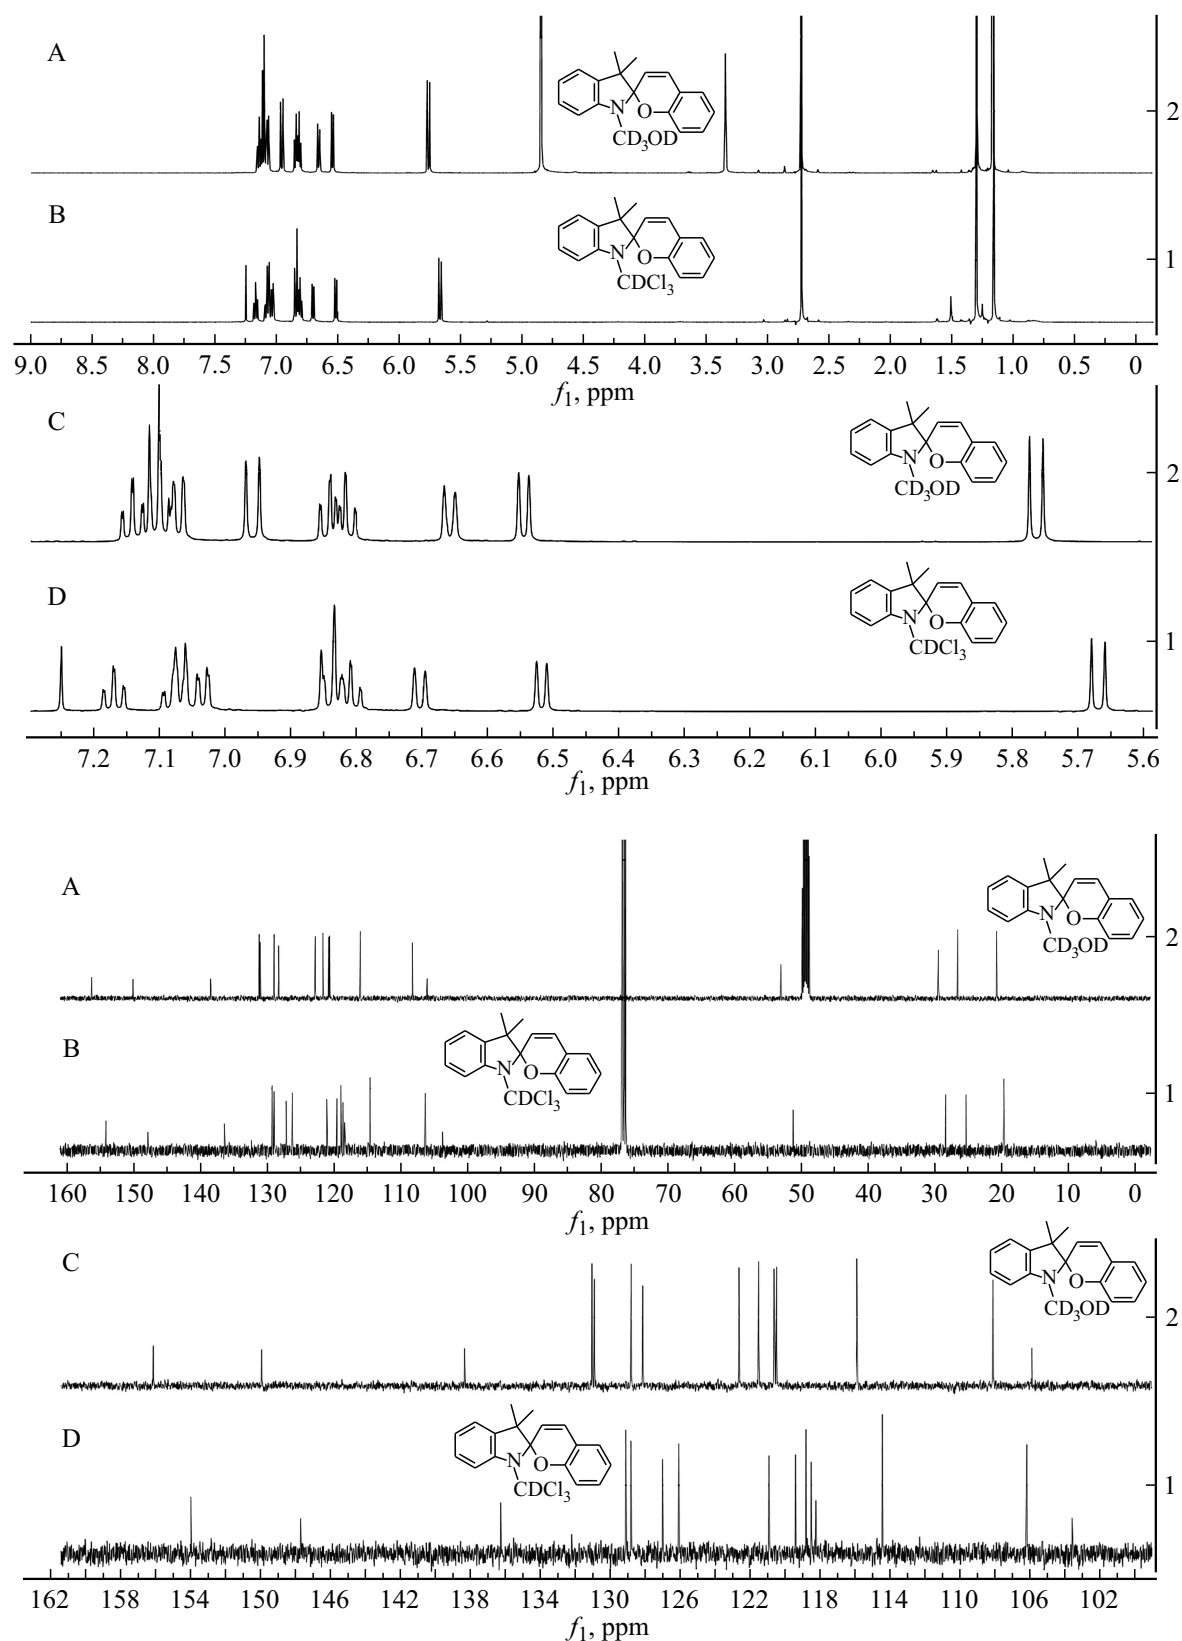 A
N
O
CD3OD
2
B
N
O
CDCl3
1
9.0 8.5 8.0 7.5 7.0 6.5 6.0 5.5 5.0 4.5 4.0 3.5 3.0 2.5 2.0 1.5 1.0 0.5 0
f1, ppm
C
N
O
CD3OD
2
D
N
O
CDCl3
1
7.2 7.1 7.0 6.9 6.8 6.7 6.6 6.5 6.4 6.3 6.2 6.1 6.0 5.9 5.8 5.7 5.6
f1, ppm
A
N
O
CD3OD
2
B
N
O
CDCl3
1
160 150 140 130 120 110 100 90 80 70 60 50 40 30 20 10 0
f1, ppm
C
N
O
CD3OD
2
D
N
O
CDCl3
1
162 158 154 150 146 142 138 134 130 126 122 118 114 110 106 102
f1, ppm